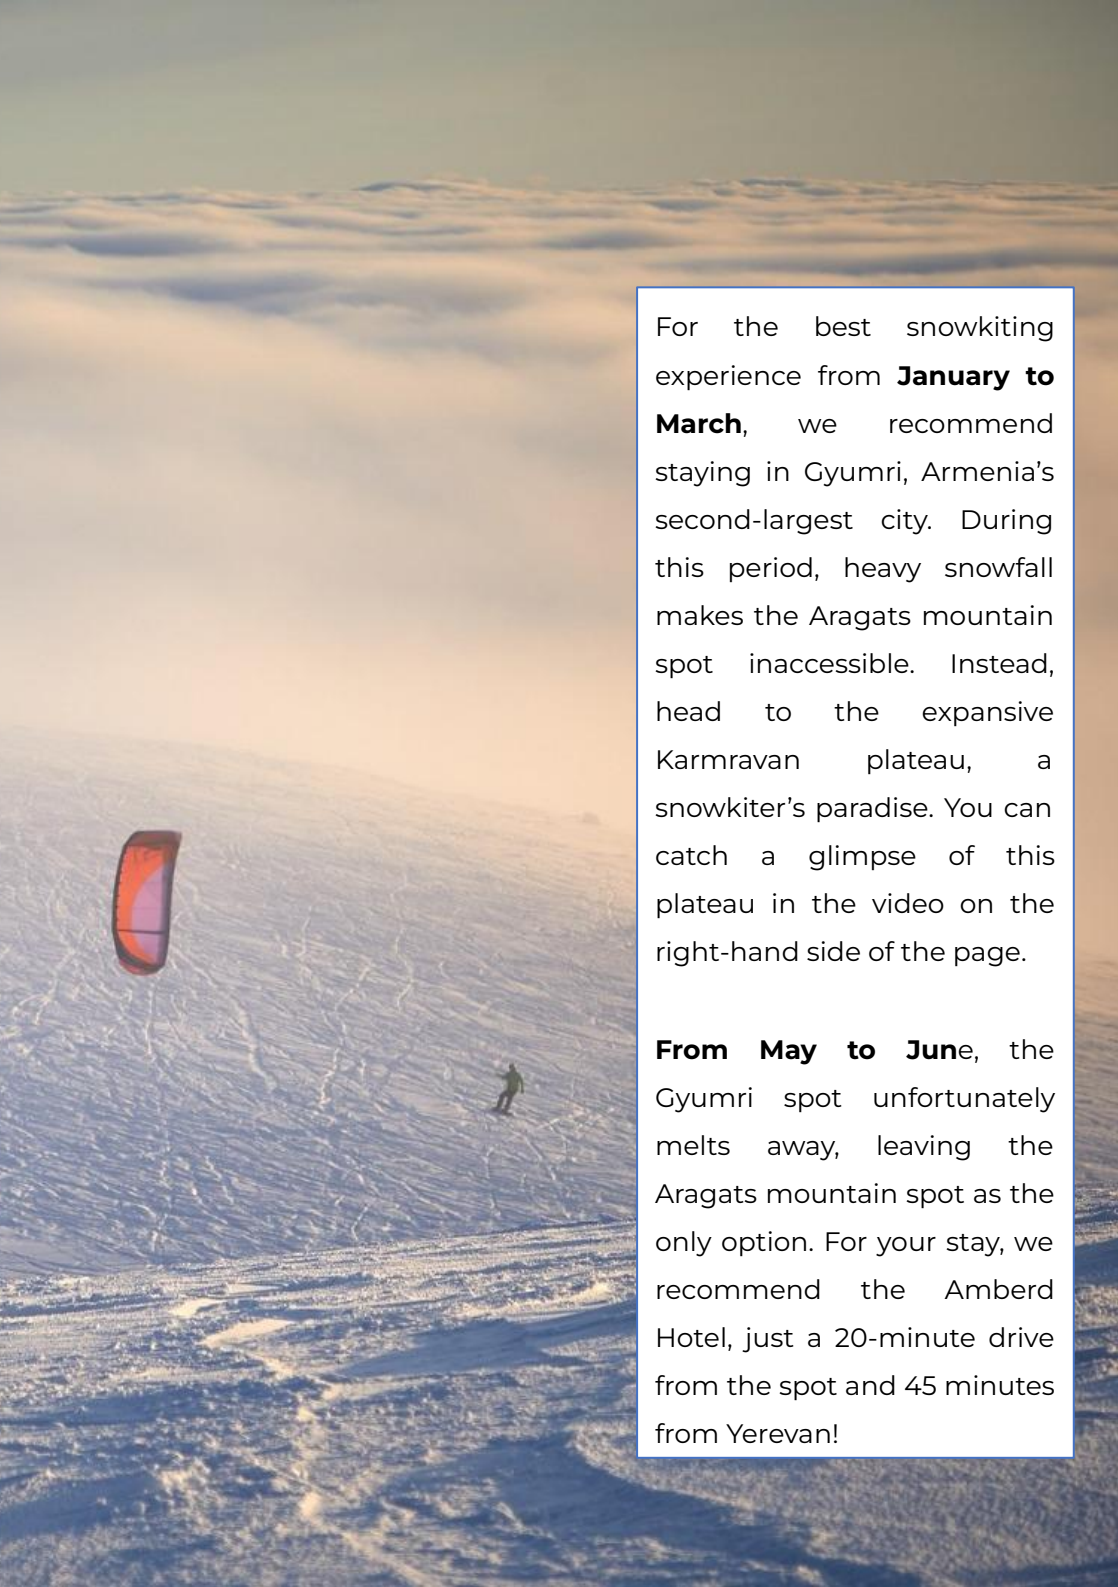 For the best snowkiting
experience from January to
March, we recommend
staying in Gyumri, Armenia’s
second-largest city. During
this period, heavy snowfall
makes the Aragats mountain
spot inaccessible. Instead,
head to the expansive
Karmravan plateau, a
snowkiter’s paradise. You can
catch a glimpse of this
plateau in the video on the
right-hand side of the page.
From May to June, the
Gyumri spot unfortunately
melts away, leaving the
Aragats mountain spot as the
only option. For your stay, we
recommend the Amberd
Hotel, just a 20-minute drive
from the spot and 45 minutes
from Yerevan!